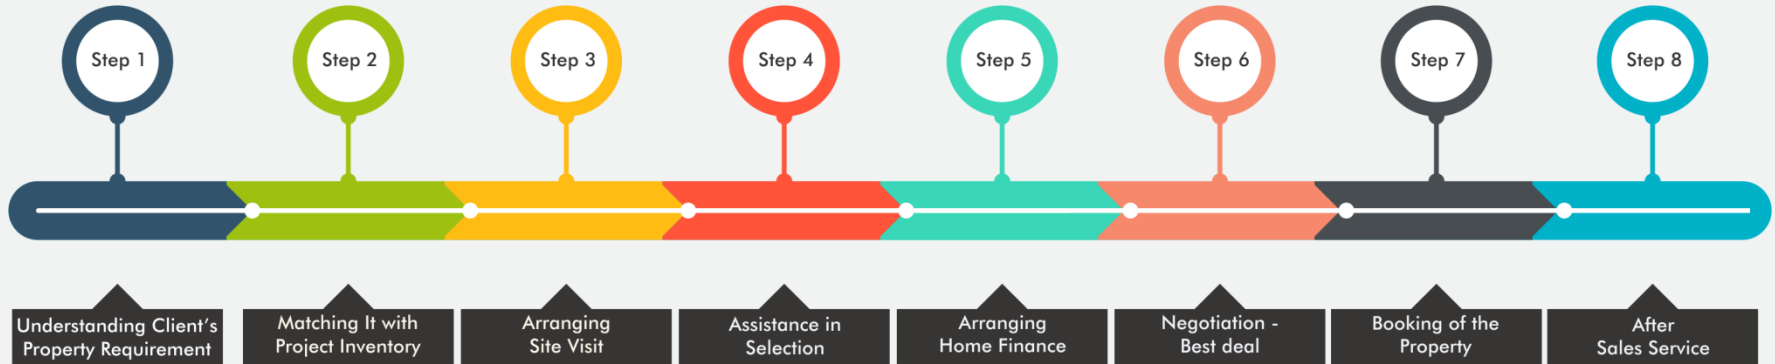 Step 1
Step 2
Step 3
Step 4
Step 5
Step 6
Step 7
Step 8
Understanding Client's
Property Requirement
Matching It with
Project Inventory
Arranging
Site Visit
Assistance in
Selection
Arranging
Home Finance
Negotiation -
Best deal
Booking of the
Property
After
Sales Service